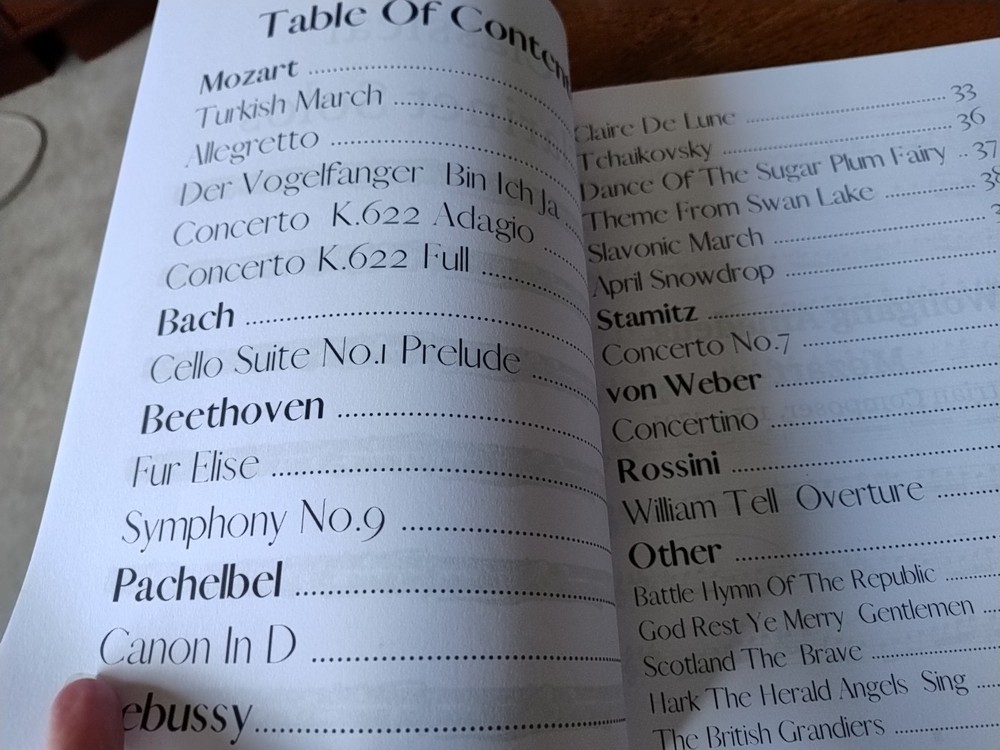 Table Of Conten
Mozart ........................
Turkish March ........................
Allegretto ........................
Der Vogelfanger Bin Ich Ja ...
Concerto K.622 Adagio .....
Concerto K.622 Full ...........
Bach ........................
Cello Suite No.1 Prelude ........
Beethoven ........................
Fur Elise ........................
Symphony No.9 ........................
Pachelbel ........................
Canon In D ........................
ebussy ........................
Claire De Lune ........................ 33
Tchaikovsky ........................ 36
Dance Of The Sugar Plum Fairy .. 37
Theme From Swan Lake ............ 38
Slavonic March ........................ 3
April Snowdrop ........................
Stamitz ........................
Concerto No.7 ........................
von Weber ........................
Concertino ........................
Rossini ........................
William Tell Overture .........
Other ........................
Battle Hymn Of The Republic .........
God Rest Ye Merry Gentlemen ...
Scotland The Brave ...............
Hark The Herald Angels Sing ....
The British Grandiers ............